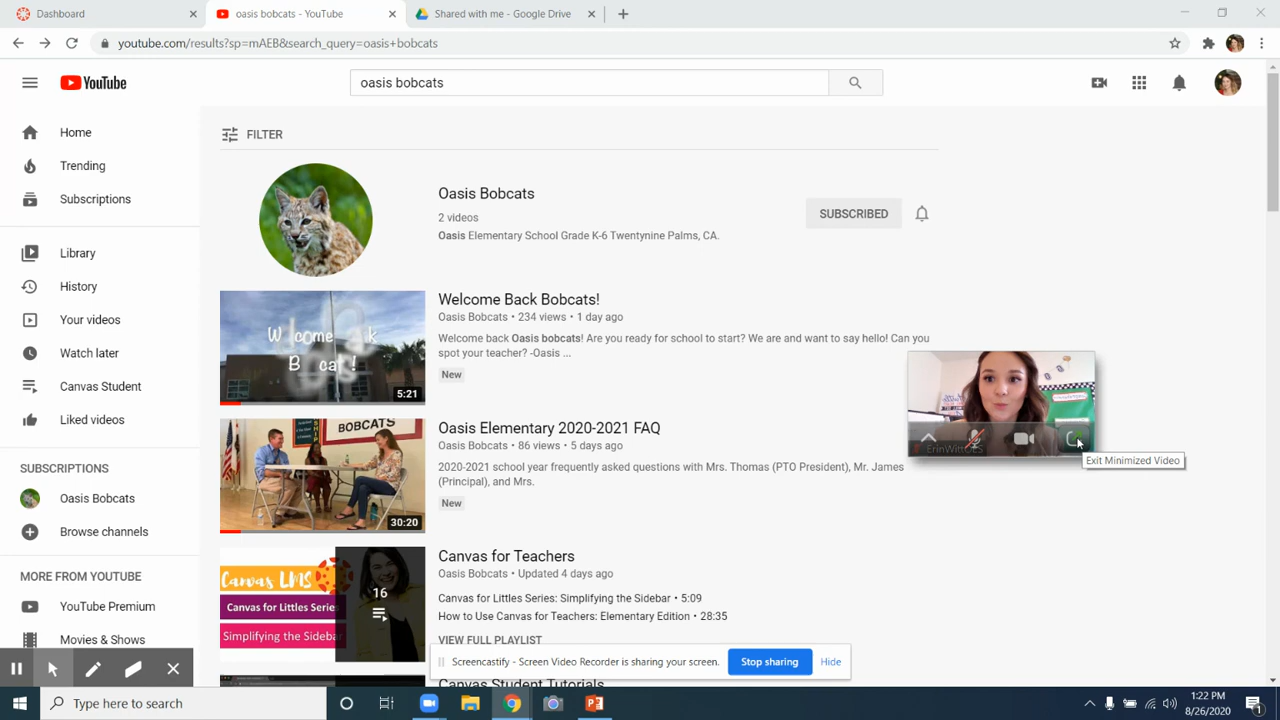 Dashboard
oasis bobcats - YouTube
Shared with me - Google Drive
youtube.com/results?sp=mAEB&search_query=oasis+bobcats
YouTube
oasis bobcats
Home
Trending
Subscriptions
Library
History
Your videos
Watch later
Canvas Student
Liked videos
SUBSCRIPTIONS
Oasis Bobcats
Browse channels
MORE FROM YOUTUBE
YouTube Premium
Movies & Shows
FILTER
Oasis Bobcats
2 videos
Oasis Elementary School Grade K-6 Twentynine Palms, CA.
SUBSCRIBED
5:21
Welcome Back Bobcats!
Oasis Bobcats • 234 views • 1 day ago
Welcome back Oasis bobcats! Are you ready for school to start? We are and want to say hello! Can you
spot your teacher? -Oasis ...
New
BOBCATS
30:20
Oasis Elementary 2020-2021 FAQ
Oasis Bobcats • 86 views • 5 days ago
2020-2021 school year frequently asked questions with Mrs. Thomas (PTO President), Mr. James
(Principal), and Mrs.
New
Canvas LMS
Canvas for Littles Series
Simplifying the Sidebar
16
Canvas for Teachers
Oasis Bobcats • Updated 4 days ago
Canvas for Littles Series: Simplifying the Sidebar • 5:09
How to Use Canvas for Teachers: Elementary Edition • 28:35
VIEW FULL PLAYLIST
Canvas Student Tutorials
ErinWittOES
Exit Minimized Video
Screencastify - Screen Video Recorder is sharing your screen.
Stop sharing
Hide
Type here to search
1:22 PM
8/26/2020
1